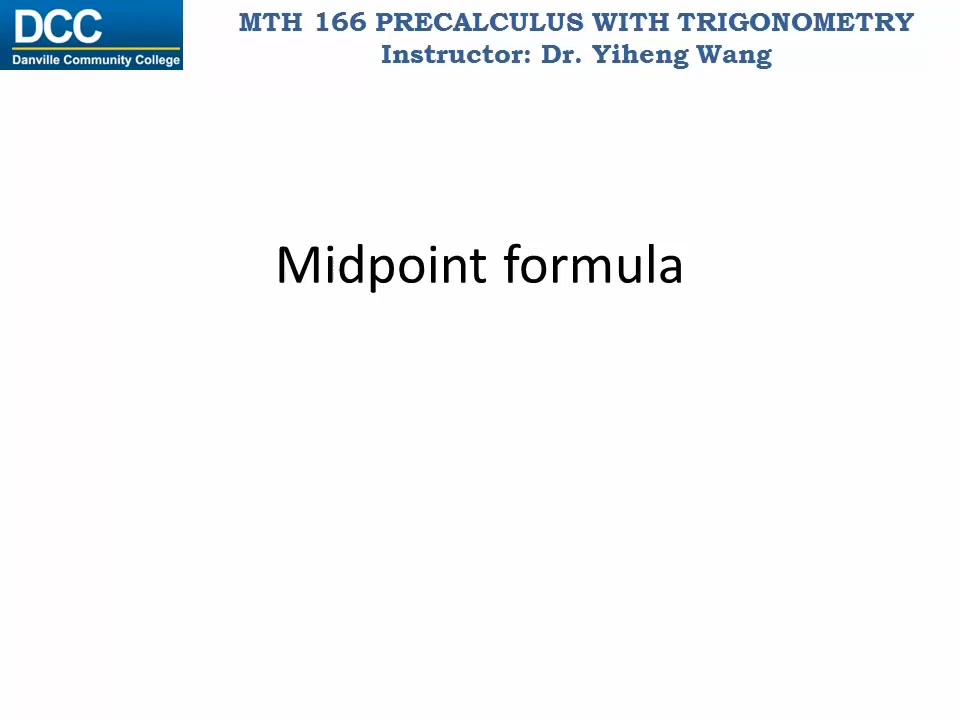 DCC
Danville Community College
MTH 166 PRECALCULUS WITH TRIGONOMETRY
Instructor: Dr. Yiheng Wang
Midpoint formula